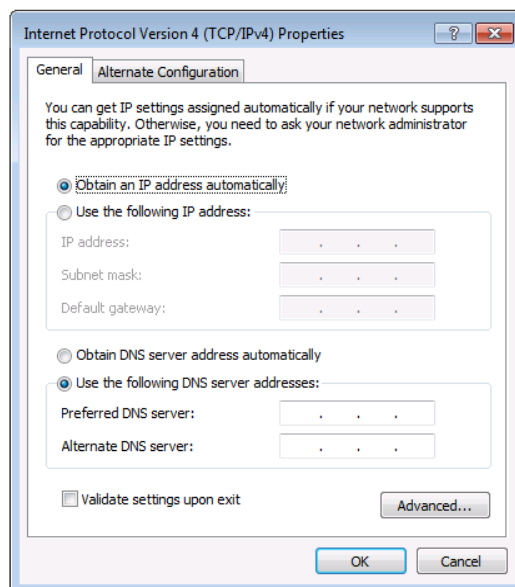 Internet Protocol Version 4 (TCP/IPv4) Properties
General
Alternate Configuration
You can get IP settings assigned automatically if your network supports
this capability. Otherwise, you need to ask your network administrator
for the appropriate IP settings.
Obtain an IP address automatically
Use the following IP address:
IP address:
. . .
Subnet mask:
. . .
Default gateway:
. . .
Obtain DNS server address automatically
Use the following DNS server addresses:
Preferred DNS server:
. . .
Alternate DNS server:
. . .
Validate settings upon exit
Advanced...
OK
Cancel